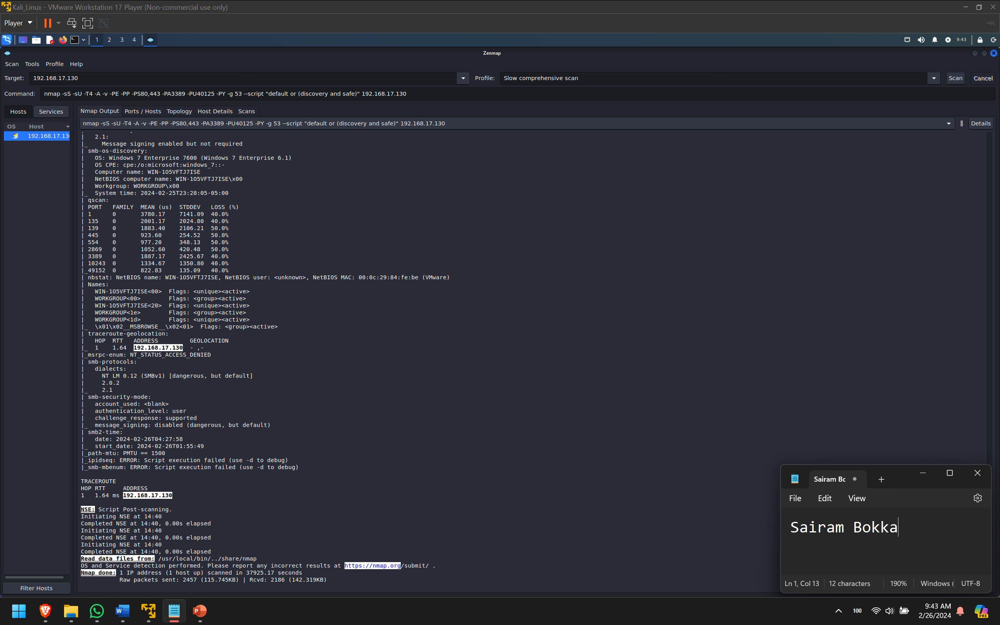 Kali_Linux - VMware Workstation 17 Player (Non-commercial use only)
Player
1 2 3 4
9:43
Zenmap
Scan Tools Profile Help
Target: 192.168.17.130 Profile: Slow comprehensive scan Scan Cancel
Command: nmap -sS -sU -T4 -A -v -PE -PP -PS80,443 -PA3389 -PU40125 -PY -g 53 --script "default or (discovery and safe)" 192.168.17.130
Hosts Services
Nmap Output Ports / Hosts Topology Host Details Scans
OS Host
192.168.17.13
nmap -sS -sU -T4 -A -v -PE -PP -PS80,443 -PA3389 -PU40125 -PY -g 53 --script "default or (discovery and safe)" 192.168.17.130 Details
|   2.1:
|_    Message signing enabled but not required
| smb-os-discovery:
|   OS: Windows 7 Enterprise 7600 (Windows 7 Enterprise 6.1)
|   OS CPE: cpe:/o:microsoft:windows_7::-
|   Computer name: WIN-1O5VFTJ7ISE
|   NetBIOS computer name: WIN-1O5VFTJ7ISE\x00
|   Workgroup: WORKGROUP\x00
|_  System time: 2024-02-25T23:28:05-05:00
| qscan:
| PORT   FAMILY  MEAN (us)  STDDEV   LOSS (%)
| 1      0       3780.17    7141.09  40.0%
| 135    0       2001.17    2024.80  40.0%
| 139    0       1883.40    2106.21  50.0%
| 445    0       923.60     254.52   50.0%
| 554    0       977.20     348.13   50.0%
| 2869   0       1052.60    420.48   50.0%
| 3389   0       1887.17    2425.67  40.0%
| 10243  0       1334.67    1350.80  40.0%
|_49152  0       822.83     135.09   40.0%
| nbstat: NetBIOS name: WIN-1O5VFTJ7ISE, NetBIOS user: <unknown>, NetBIOS MAC: 00:0c:29:84:fe:be (VMware)
| Names:
|   WIN-1O5VFTJ7ISE<00>  Flags: <unique><active>
|   WORKGROUP<00>        Flags: <group><active>
|   WIN-1O5VFTJ7ISE<20>  Flags: <unique><active>
|   WORKGROUP<1e>        Flags: <group><active>
|   WORKGROUP<1d>        Flags: <unique><active>
|_  \x01\x02__MSBROWSE__\x02<01>  Flags: <group><active>
| traceroute-geolocation:
|   HOP  RTT   ADDRESS         GEOLOCATION
|_  1    1.64  192.168.17.130  - ,-
|_msrpc-enum: NT_STATUS_ACCESS_DENIED
| smb-protocols:
|   dialects:
|     NT LM 0.12 (SMBv1) [dangerous, but default]
|     2.0.2
|_    2.1
| smb-security-mode:
|   account_used: <blank>
|   authentication_level: user
|   challenge_response: supported
|_  message_signing: disabled (dangerous, but default)
| smb2-time:
|   date: 2024-02-26T04:27:58
|_  start_date: 2024-02-26T01:55:49
|_path-mtu: PMTU == 1500
|_ipidseq: ERROR: Script execution failed (use -d to debug)
|_smb-mbenum: ERROR: Script execution failed (use -d to debug)
TRACEROUTE
HOP RTT     ADDRESS
1   1.64 ms 192.168.17.130
NSE: Script Post-scanning.
Initiating NSE at 14:40
Completed NSE at 14:40, 0.00s elapsed
Initiating NSE at 14:40
Completed NSE at 14:40, 0.00s elapsed
Initiating NSE at 14:40
Completed NSE at 14:40, 0.00s elapsed
Read data files from: /usr/local/bin/../share/nmap
OS and Service detection performed. Please report any incorrect results at https://nmap.org/submit/ .
Nmap done: 1 IP address (1 host up) scanned in 37925.17 seconds
Raw packets sent: 2457 (115.745KB) | Rcvd: 2186 (142.319KB)
Filter Hosts
Sairam Bc
File Edit View
Sairam Bokka
Ln 1, Col 13 12 characters 190% Windows ( UTF-8
100
9:43 AM
2/26/2024
PRE